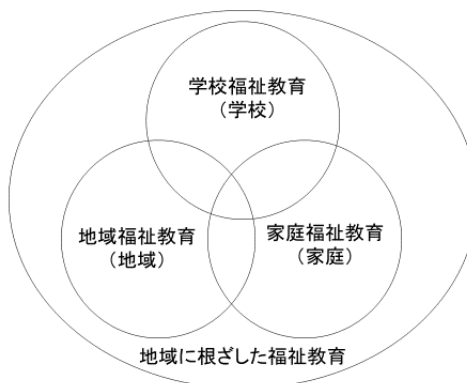 学校福祉教育
（学校）
地域福祉教育
（地域）
家庭福祉教育
（家庭）
地域に根ざした福祉教育